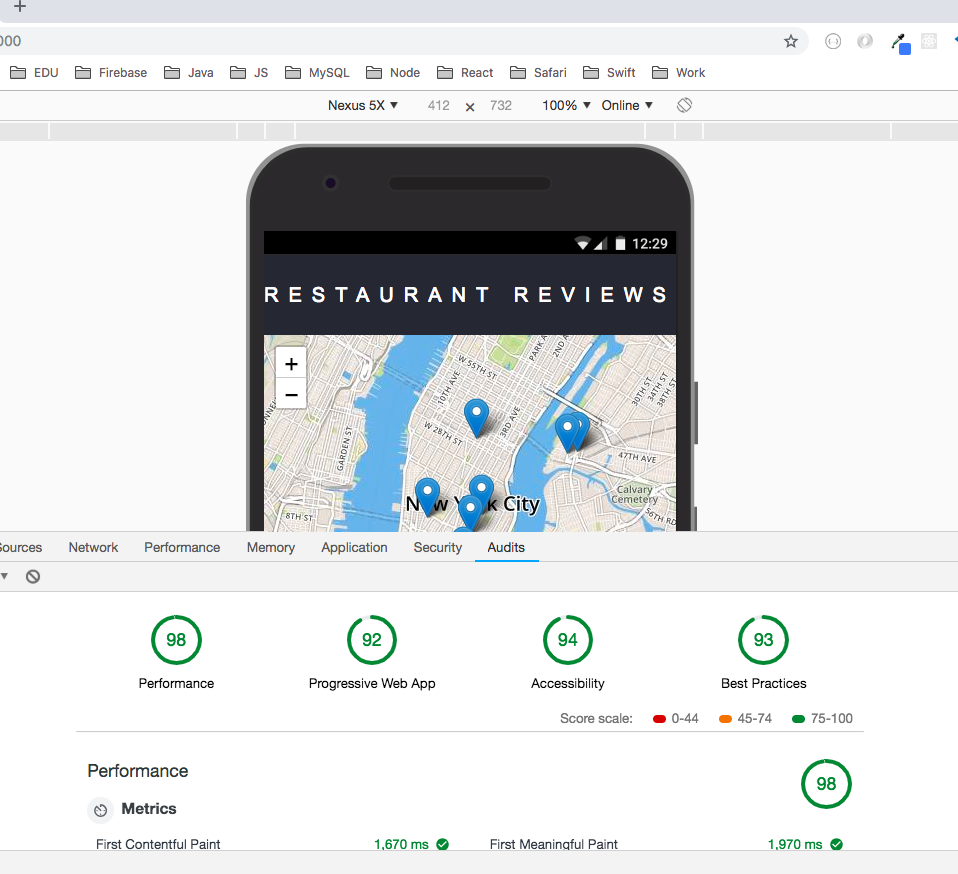 000
EDU Firebase Java JS MySQL Node React Safari Swift Work
Nexus 5X ▼ 412 × 732 100% ▼ Online ▼
12:29
RESTAURANT REVIEWS
+
−
PARK A
2ND A
W 55TH ST
10TH AVE
3RD AVE
W 28TH ST
GARDEN ST
30TH ST
34TH ST
38TH ST
47TH AVE
Calvary
Cemetery
56TH RD
8TH ST
New York City
Sources Network Performance Memory Application Security Audits
98 92 94 93
Performance Progressive Web App Accessibility Best Practices
Score scale: 0-44 45-74 75-100
Performance 98
Metrics
First Contentful Paint 1,670 ms First Meaningful Paint 1,970 ms